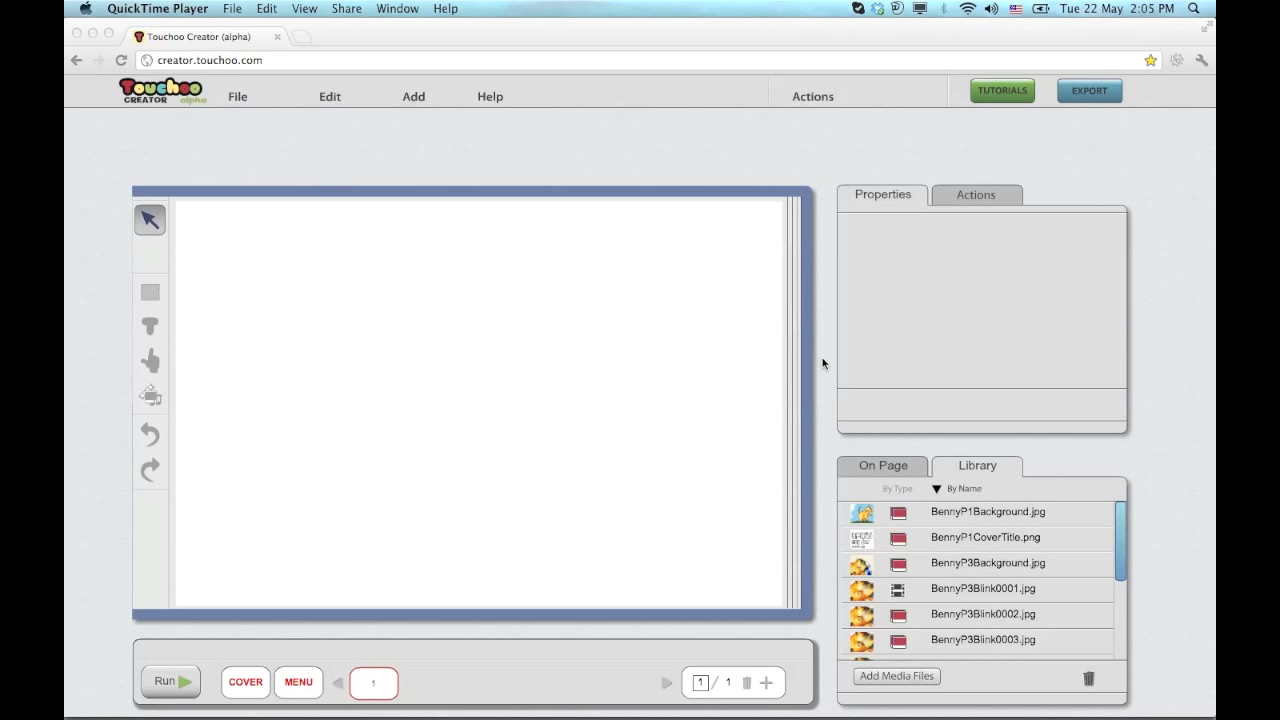 QuickTime Player File Edit View Share Window Help Tue 22 May 2:05 PM
Touchoo Creator (alpha)
creator.touchoo.com
Touchoo
CREATOR alpha
File Edit Add Help Actions TUTORIALS EXPORT
Properties Actions
On Page Library
By Type By Name
BennyP1Background.jpg
BennyP1CoverTitle.png
BennyP3Background.jpg
BennyP3Blink0001.jpg
BennyP3Blink0002.jpg
BennyP3Blink0003.jpg
Add Media Files
Run COVER MENU 1 1 / 1